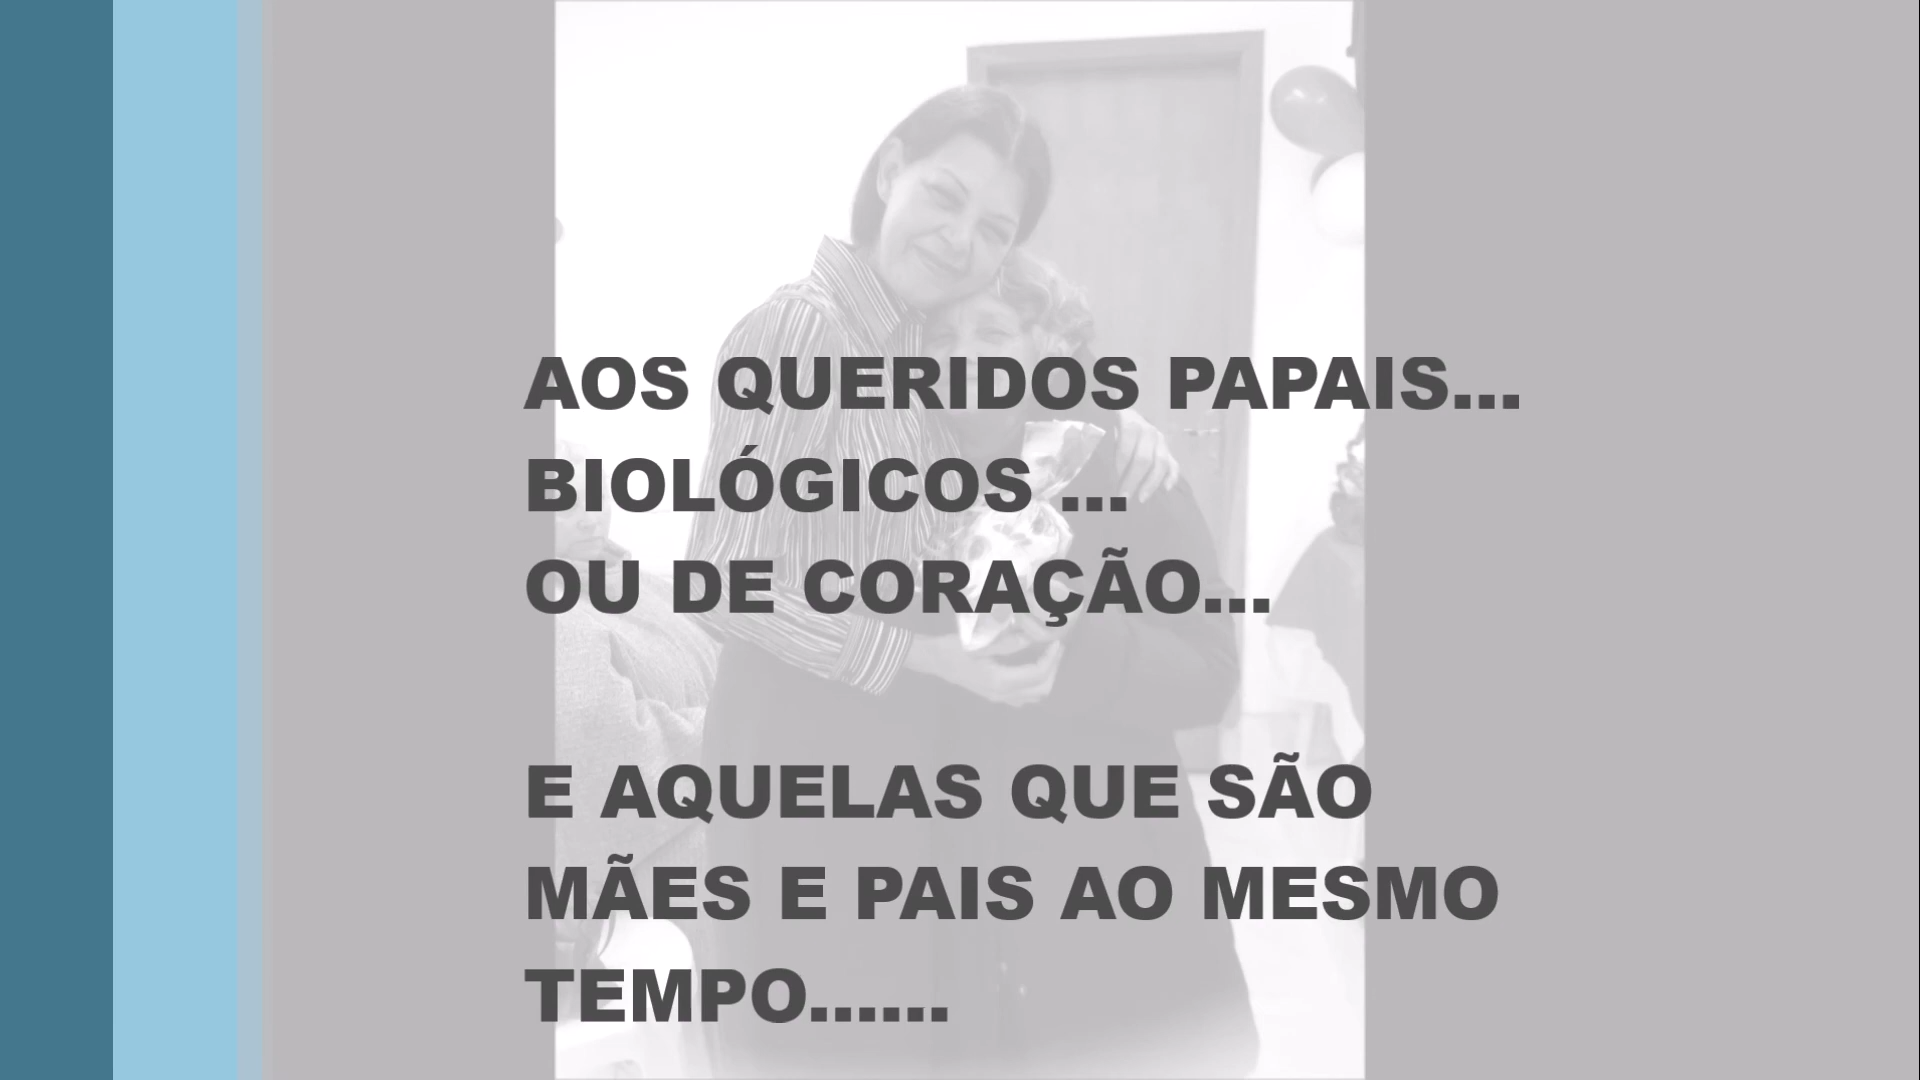 AOS QUERIDOS PAPAIS...
BIOLÓGICOS ...
OU DE CORAÇÃO...
E AQUELAS QUE SÃO
MÃES E PAIS AO MESMO
TEMPO......